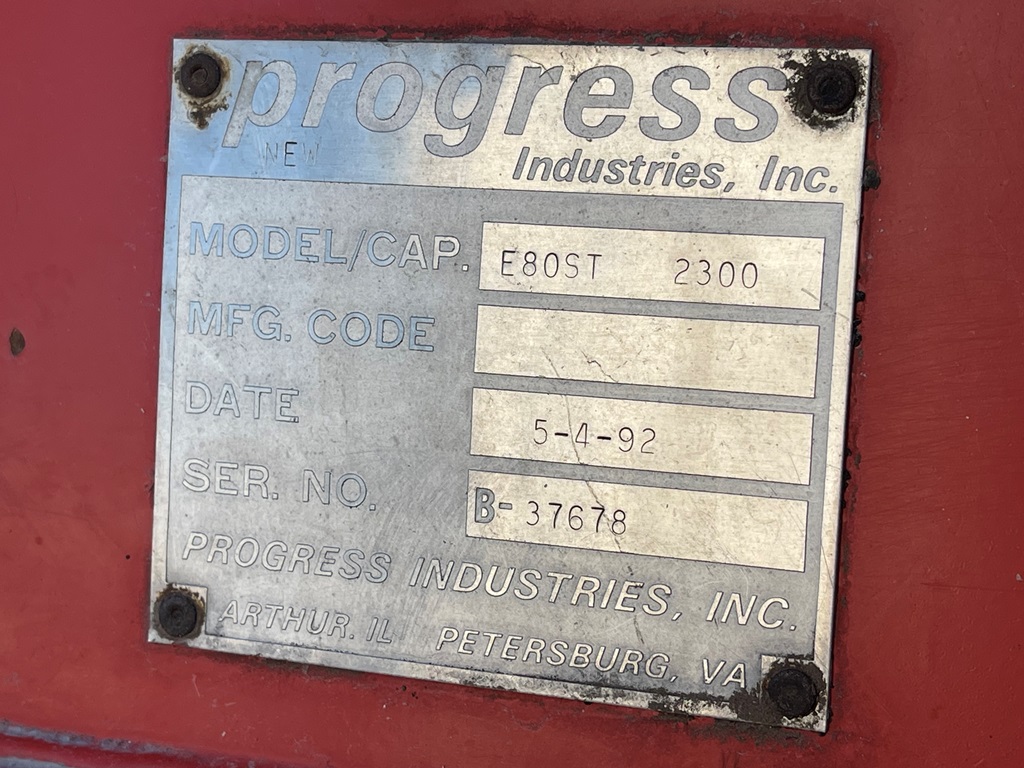 progress
NEW
Industries, Inc.
MODEL/CAP. E80ST 2300
MFG. CODE
DATE 5-4-92
SER. NO. B-37678
PROGRESS INDUSTRIES, INC.
ARTHUR. IL PETERSBURG, VA